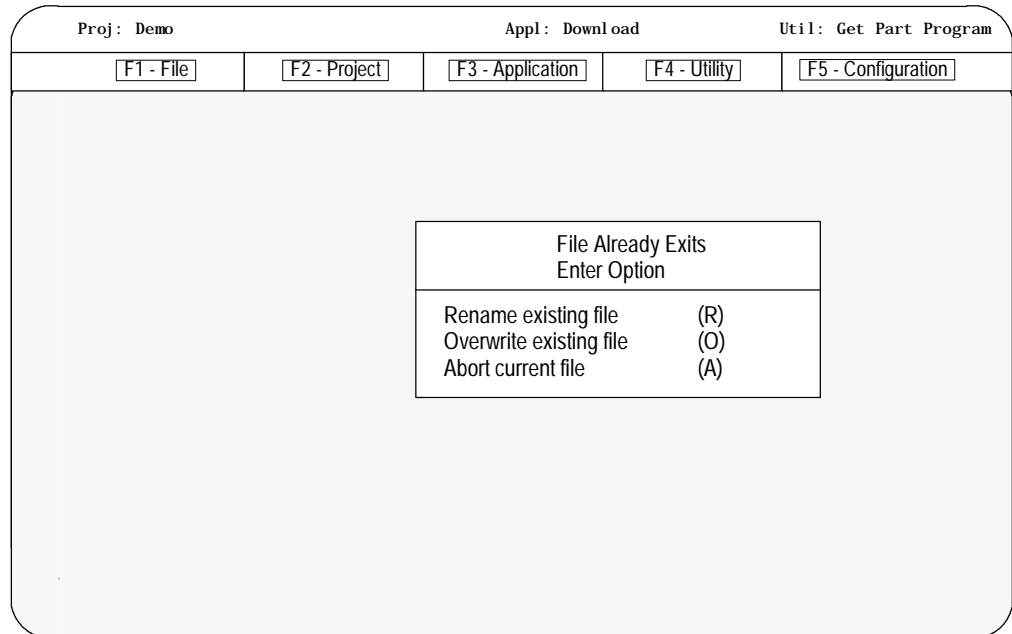 Proj: Demo Appl: Download Util: Get Part Program
F1 - File F2 - Project F3 - Application F4 - Utility F5 - Configuration
File Already Exits
Enter Option
Rename existing file (R)
Overwrite existing file (O)
Abort current file (A)